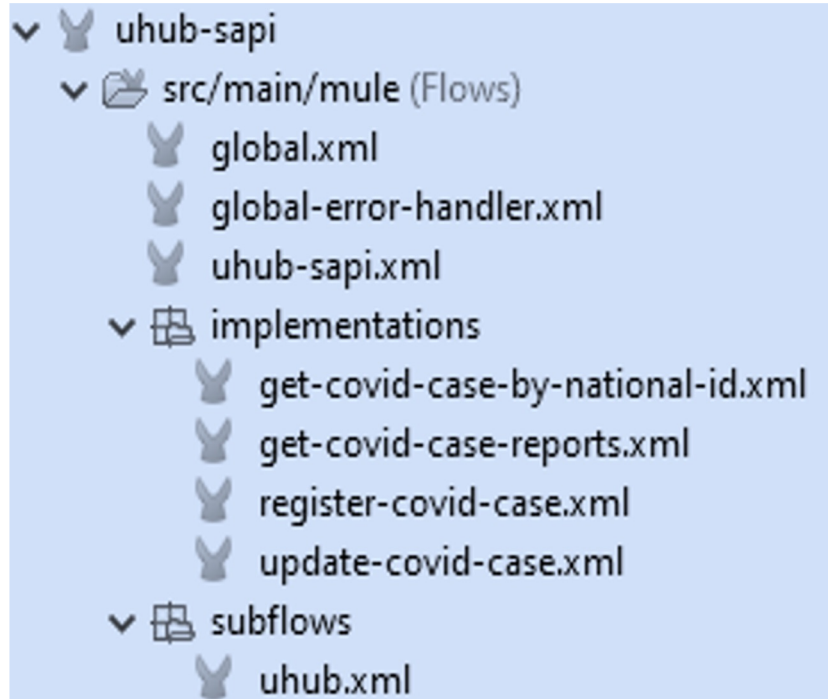 uhub-sapi
src/main/mule (Flows)
global.xml
global-error-handler.xml
uhub-sapi.xml
implementations
get-covid-case-by-national-id.xml
get-covid-case-reports.xml
register-covid-case.xml
update-covid-case.xml
subflows
uhub.xml